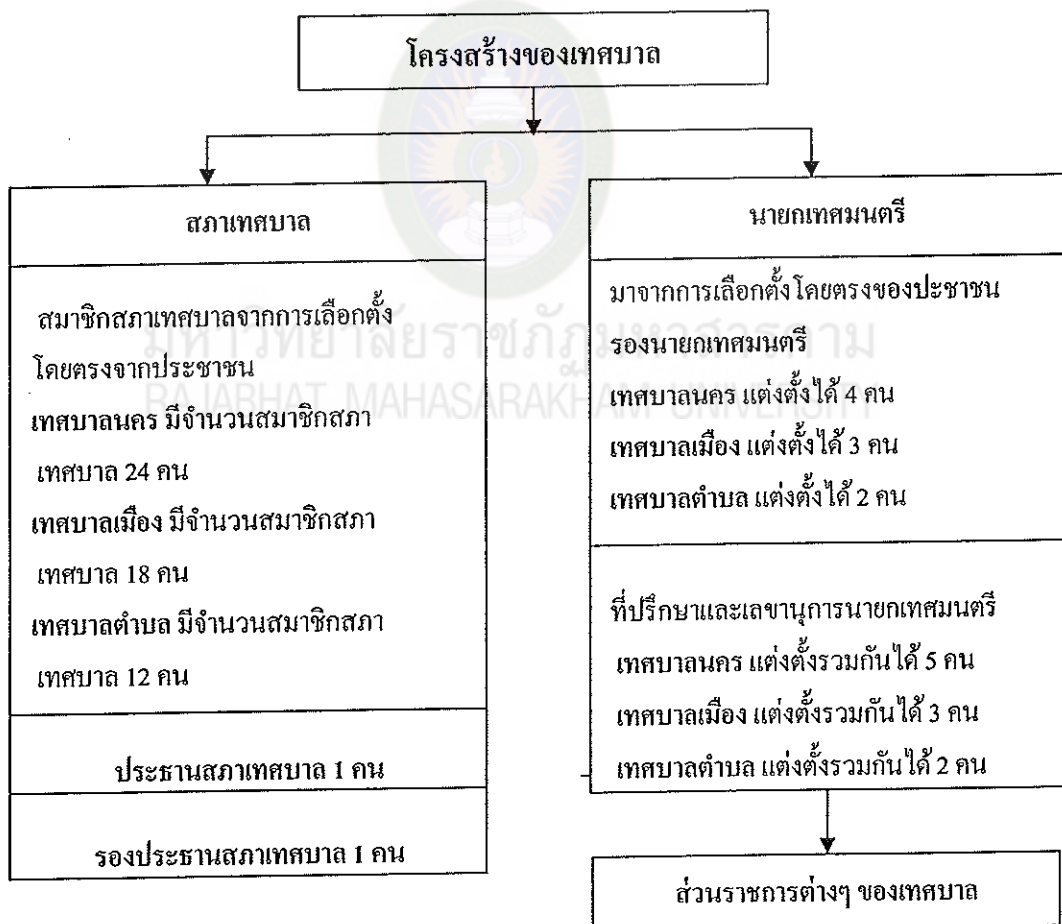 โครงสร้างของเทศบาล
สภาเทศบาล
สมาชิกสภาเทศบาลจากการเลือกตั้ง
โดยตรงจากประชาชน
เทศบาลนคร มีจำนวนสมาชิกสภา
เทศบาล 24 คน
เทศบาลเมือง มีจำนวนสมาชิกสภา
เทศบาล 18 คน
เทศบาลตำบล มีจำนวนสมาชิกสภา
เทศบาล 12 คน
ประธานสภาเทศบาล 1 คน
รองประธานสภาเทศบาล 1 คน
นายกเทศมนตรี
มาจากการเลือกตั้งโดยตรงของปะชาชน
รองนายกเทศมนตรี
เทศบาลนคร แต่งตั้งได้ 4 คน
เทศบาลเมือง แต่งตั้งได้ 3 คน
เทศบาลตำบล แต่งตั้งได้ 2 คน
ที่ปรึกษาและเลขานุการนายกเทศมนตรี
เทศบาลนคร แต่งตั้งรวมกันได้ 5 คน
เทศบาลเมือง แต่งตั้งรวมกันได้ 3 คน
เทศบาลตำบล แต่งตั้งรวมกันได้ 2 คน
ส่วนราชการต่างๆ ของเทศบาล
มหาวิทยาลัยราชภัฏมหาสารคาม
RAJABHAT MAHASARAKHAM UNIVERSITY